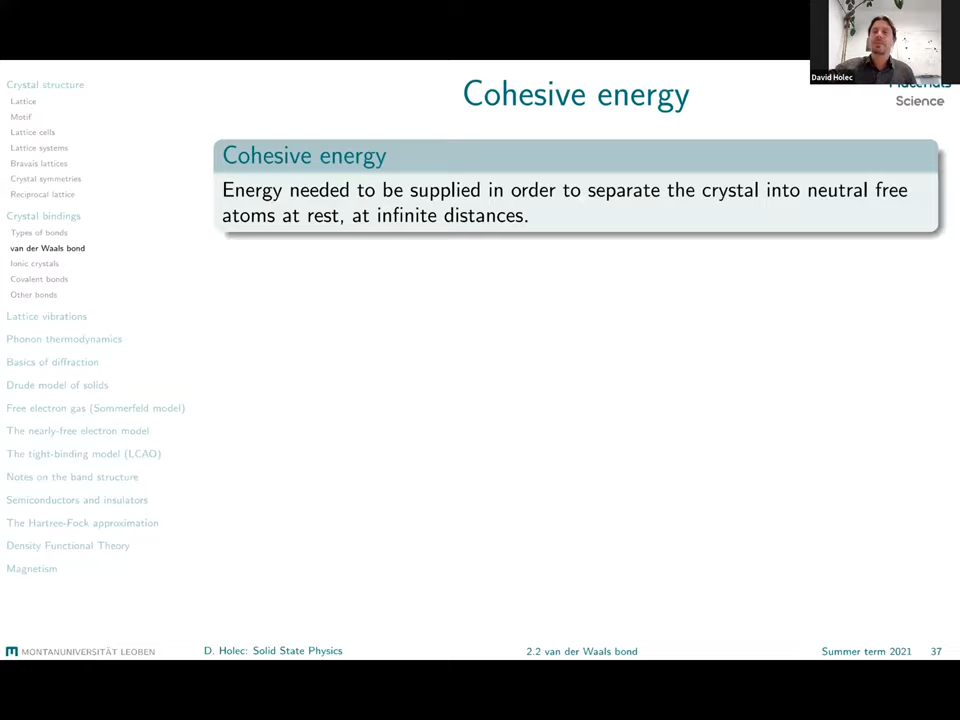 David Holec
Materials
Science
Cohesive energy
Crystal structure
Lattice
Motif
Lattice cells
Lattice systems
Bravais lattices
Crystal symmetries
Reciprocal lattice
Crystal bindings
Types of bonds
van der Waals bond
Ionic crystals
Covalent bonds
Other bonds
Lattice vibrations
Phonon thermodynamics
Basics of diffraction
Drude model of solids
Free electron gas (Sommerfeld model)
The nearly-free electron model
The tight-binding model (LCAO)
Notes on the band structure
Semiconductors and insulators
The Hartree-Fock approximation
Density Functional Theory
Magnetism
Cohesive energy
Energy needed to be supplied in order to separate the crystal into neutral free
atoms at rest, at infinite distances.
MONTANUNIVERSITÄT LEOBEN
D. Holec: Solid State Physics
2.2 van der Waals bond
Summer term 2021 37